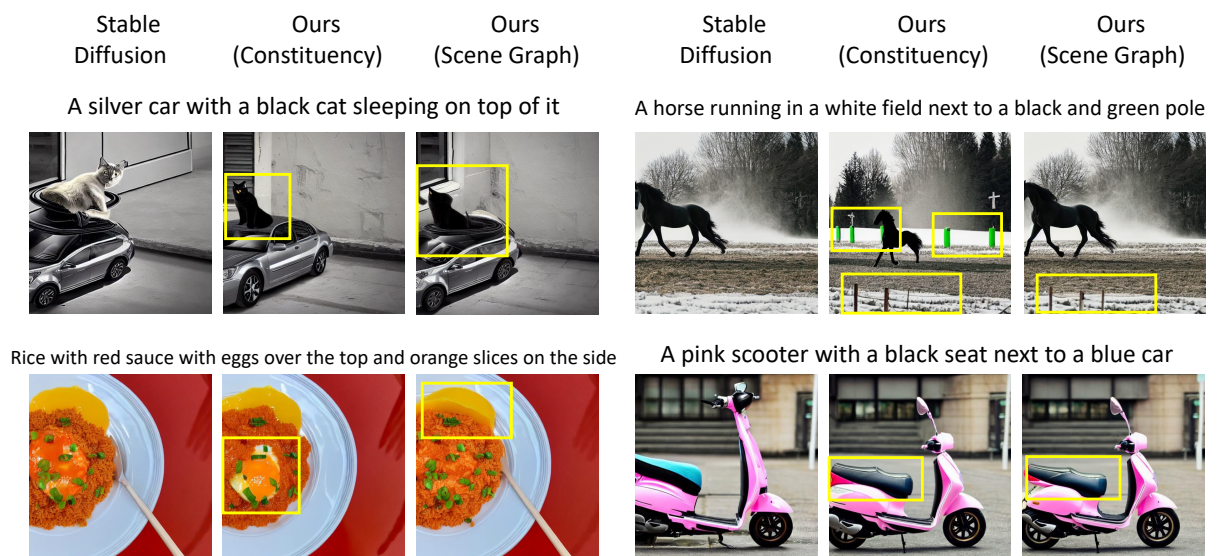 Stable
Diffusion
Ours
(Constituency)
Ours
(Scene Graph)
Stable
Diffusion
Ours
(Constituency)
Ours
(Scene Graph)
A silver car with a black cat sleeping on top of it
A horse running in a white field next to a black and green pole
Rice with red sauce with eggs over the top and orange slices on the side
A pink scooter with a black seat next to a blue car